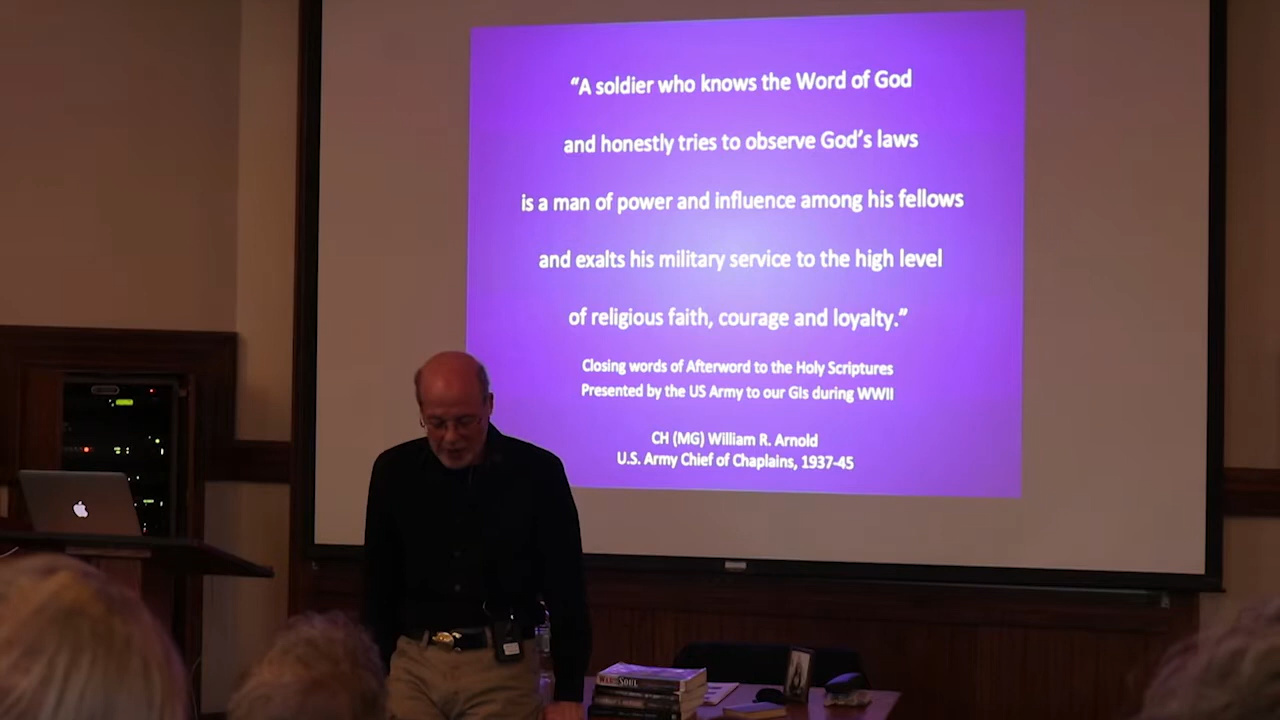 “A soldier who knows the Word of God
and honestly tries to observe God’s laws
is a man of power and influence among his fellows
and exalts his military service to the high level
of religious faith, courage and loyalty.”
Closing words of Afterword to the Holy Scriptures
Presented by the US Army to our GIs during WWII
CH (MG) William R. Arnold
U.S. Army Chief of Chaplains, 1937-45
SOUL